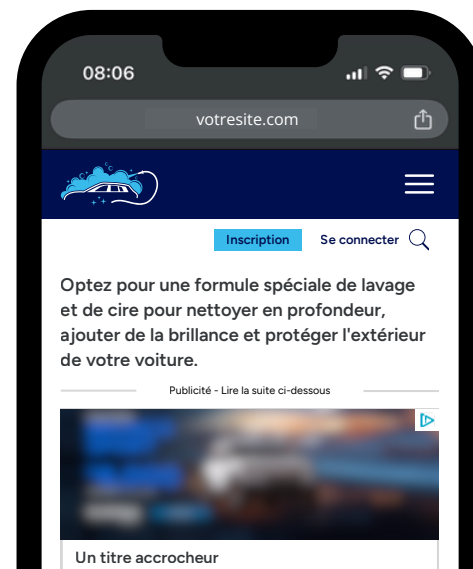 08:06
votresite.com
Inscription Se connecter
Optez pour une formule spéciale de lavage
et de cire pour nettoyer en profondeur,
ajouter de la brillance et protéger l'extérieur
de votre voiture.
Publicité - Lire la suite ci-dessous
Un titre accrocheur